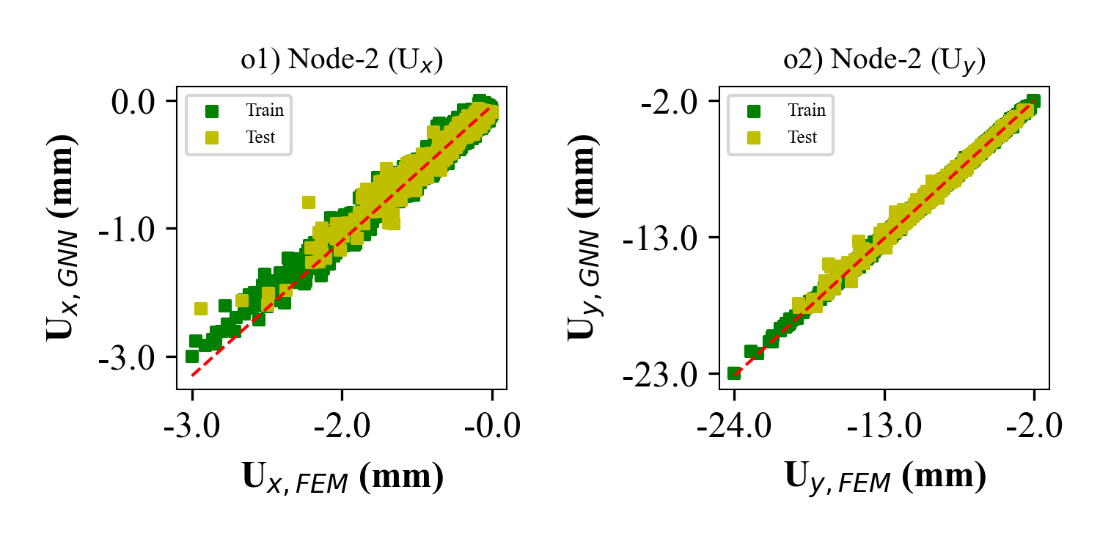 o1) Node-2 (Ux)
Train
Test
0.0
-1.0
-3.0
Ux, GNN (mm)
-3.0 -2.0 -0.0
Ux, FEM (mm)
o2) Node-2 (Uy)
Train
Test
-2.0
-13.0
-23.0
Uy, GNN (mm)
-24.0 -13.0 -2.0
Uy, FEM (mm)